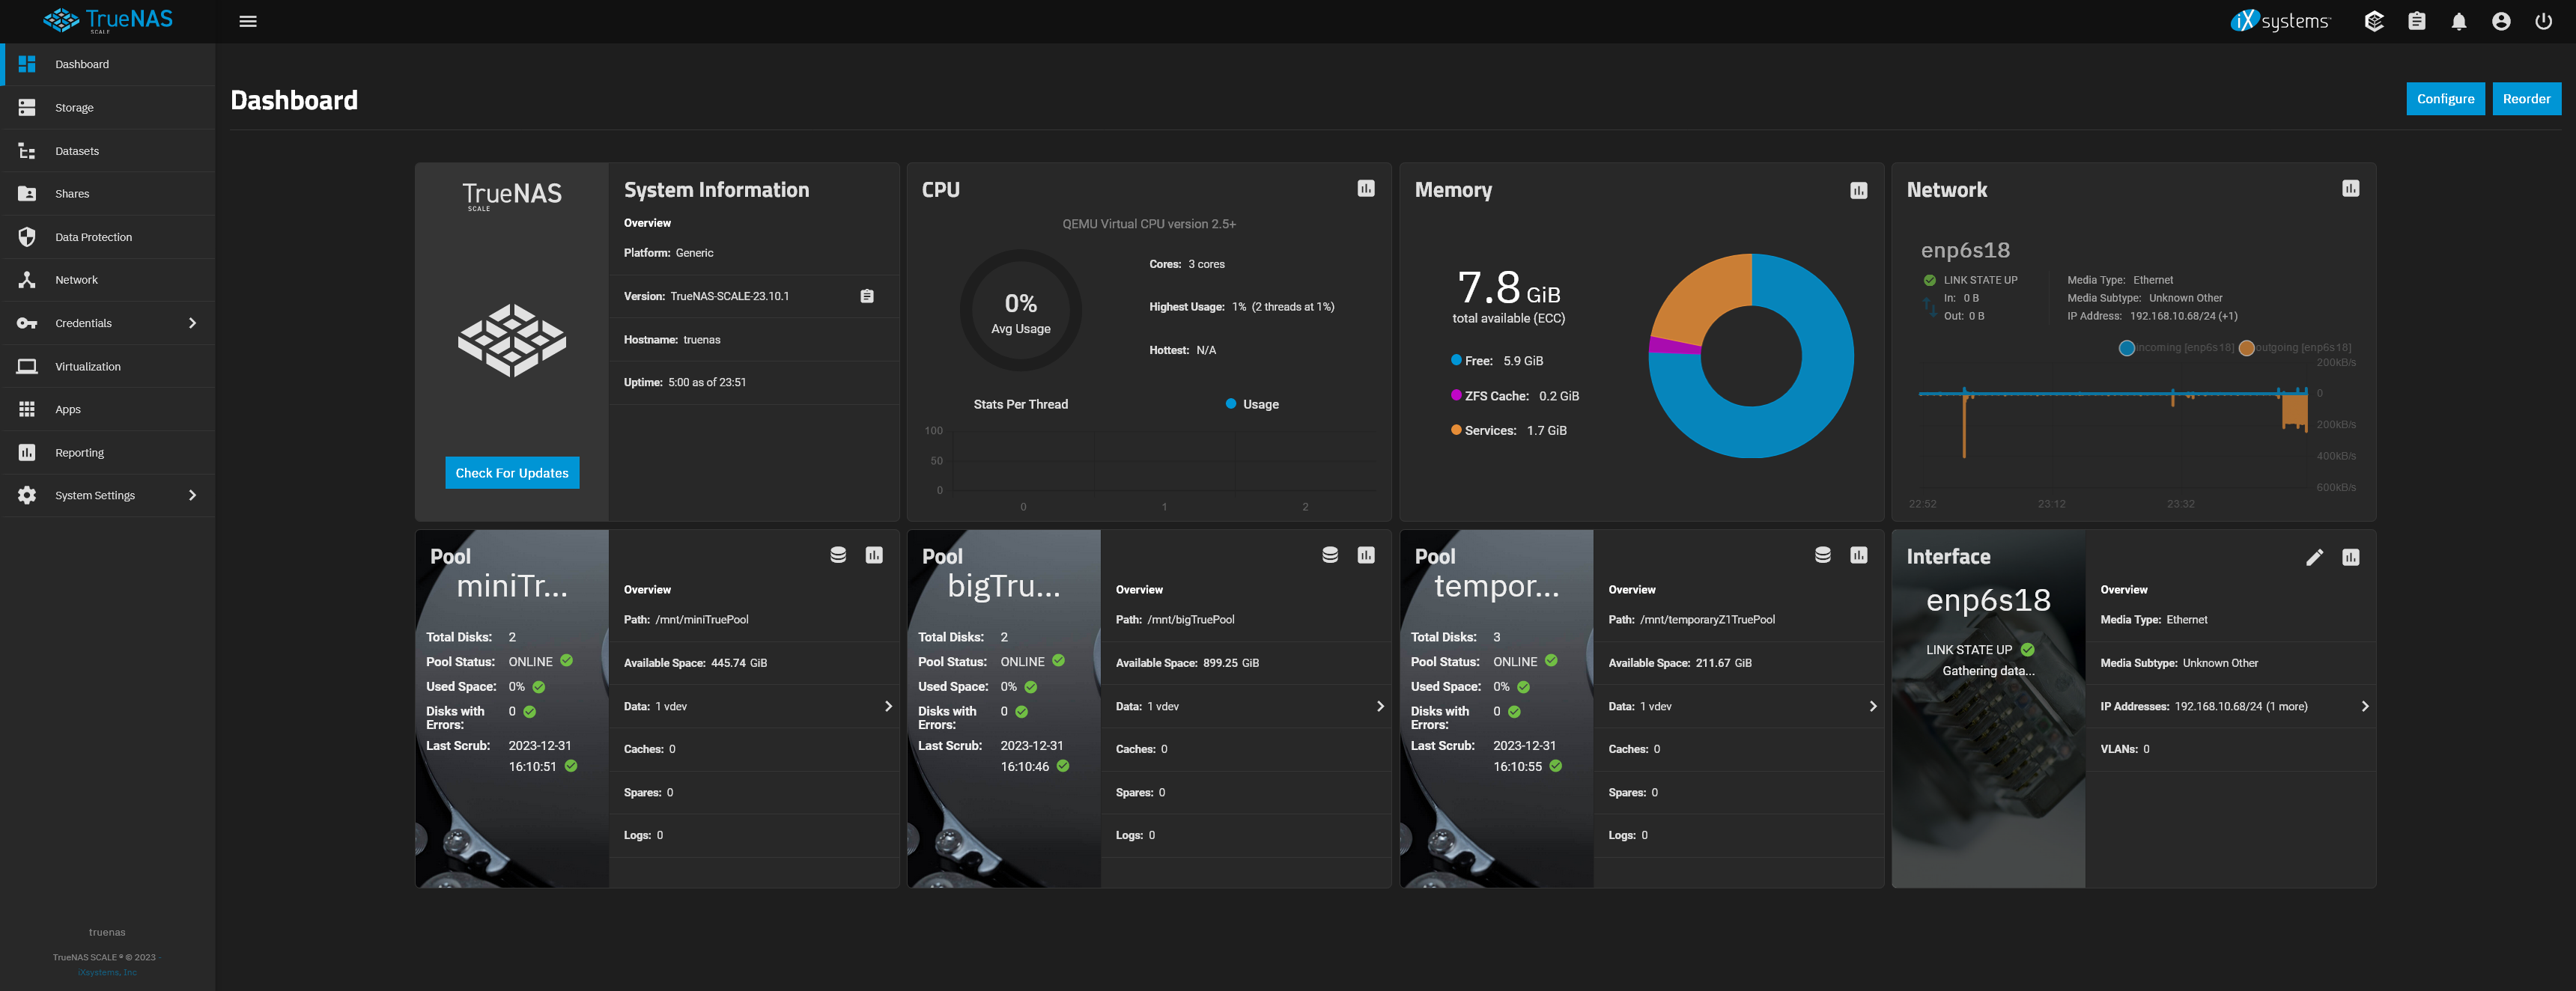 TrueNAS
SCALE
iXsystems
Dashboard
Storage
Datasets
Shares
Data Protection
Network
Credentials
Virtualization
Apps
Reporting
System Settings
truenas
TrueNAS SCALE ® © 2023 -
iXsystems, Inc
Dashboard
Configure
Reorder
TrueNAS
SCALE
Check For Updates
System Information
Overview
Platform: Generic
Version: TrueNAS-SCALE-23.10.1
Hostname: truenas
Uptime: 5:00 as of 23:51
CPU
QEMU Virtual CPU version 2.5+
0%
Avg Usage
Cores: 3 cores
Highest Usage: 1% (2 threads at 1%)
Hottest: N/A
Stats Per Thread
Usage
100
50
0
0 1 2
Memory
7.8 GiB
total available (ECC)
Free: 5.9 GiB
ZFS Cache: 0.2 GiB
Services: 1.7 GiB
Network
enp6s18
LINK STATE UP
In: 0 B
Out: 0 B
Media Type: Ethernet
Media Subtype: Unknown Other
IP Address: 192.168.10.68/24 (+1)
incoming [enp6s18]
outgoing [enp6s18]
200kB/s
0
200kB/s
400kB/s
600kB/s
22:52 23:12 23:32
Pool
miniTr...
Total Disks: 2
Pool Status: ONLINE
Used Space: 0%
Disks with
Errors: 0
Last Scrub: 2023-12-31
16:10:51
Overview
Path: /mnt/miniTruePool
Available Space: 445.74 GiB
Data: 1 vdev
Caches: 0
Spares: 0
Logs: 0
Pool
bigTru...
Total Disks: 2
Pool Status: ONLINE
Used Space: 0%
Disks with
Errors: 0
Last Scrub: 2023-12-31
16:10:46
Overview
Path: /mnt/bigTruePool
Available Space: 899.25 GiB
Data: 1 vdev
Caches: 0
Spares: 0
Logs: 0
Pool
tempor...
Total Disks: 3
Pool Status: ONLINE
Used Space: 0%
Disks with
Errors: 0
Last Scrub: 2023-12-31
16:10:55
Overview
Path: /mnt/temporaryZ1TruePool
Available Space: 211.67 GiB
Data: 1 vdev
Caches: 0
Spares: 0
Logs: 0
Interface
enp6s18
LINK STATE UP
Gathering data...
Overview
Media Type: Ethernet
Media Subtype: Unknown Other
IP Addresses: 192.168.10.68/24 (1 more)
VLANs: 0